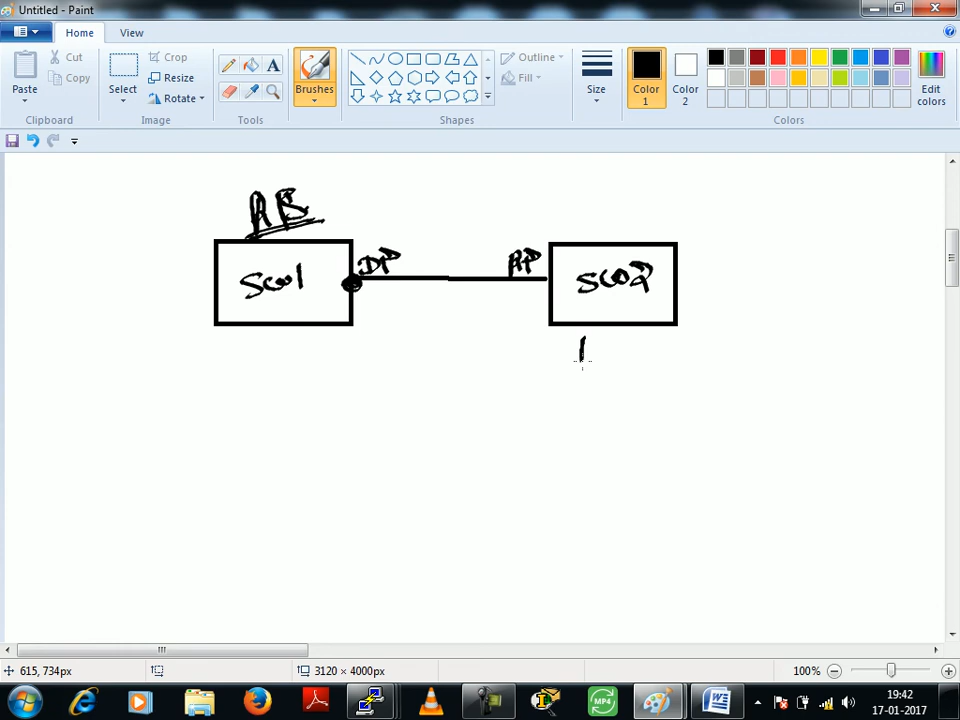 Untitled - Paint
Home View
Cut
Copy
Paste
Select
Crop
Resize
Rotate
Brushes
Outline
Fill
Size
Color 1
Color 2
Edit colors
Clipboard Image Tools Shapes Colors
RB
DP RP
SW1 SW2
615, 734px 3120 × 4000px 100%
MP4
19:42
17-01-2017